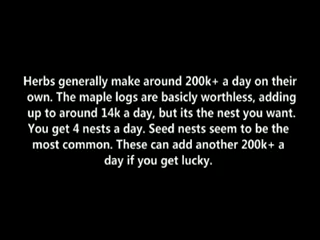 Herbs generally make around 200k+ a day on their
own. The maple logs are basicly worthless, adding
up to around 14k a day, but its the nest you want.
You get 4 nests a day. Seed nests seem to be the
most common. These can add another 200k+ a
day if you get lucky.